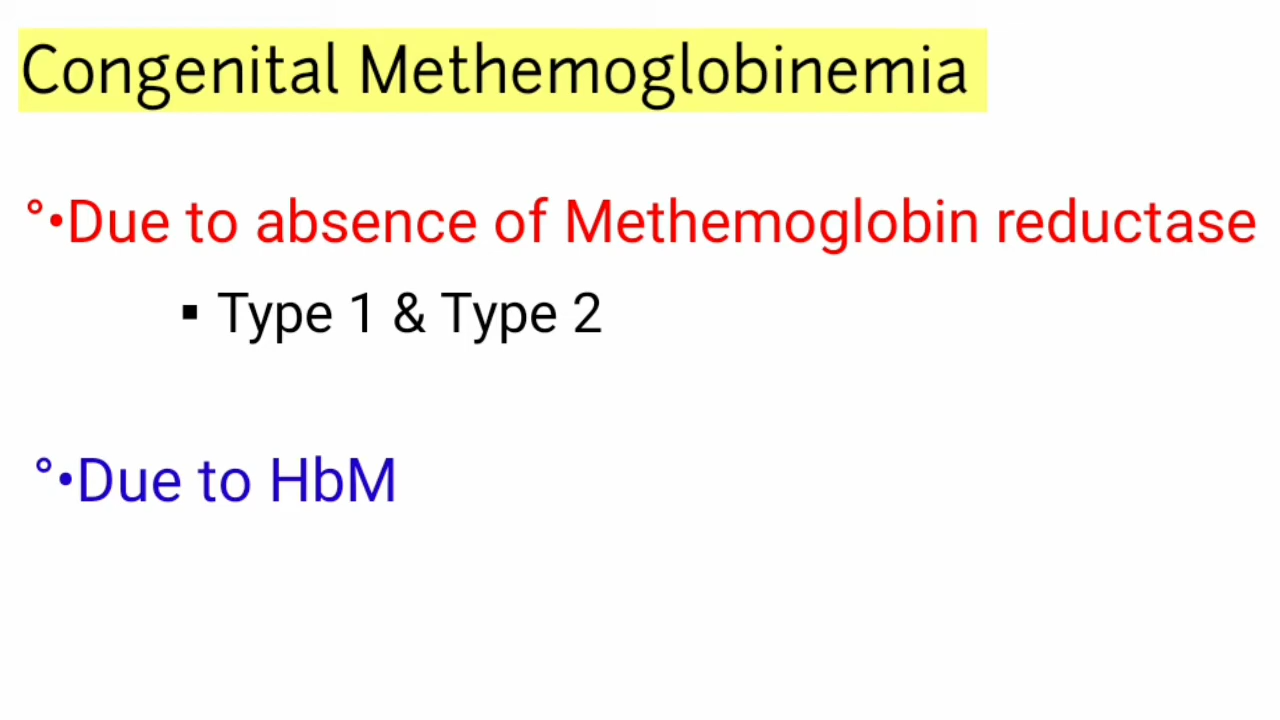 Congenital Methemoglobinemia
°•Due to absence of Methemoglobin reductase
▪ Type 1 & Type 2
°•Due to HbM